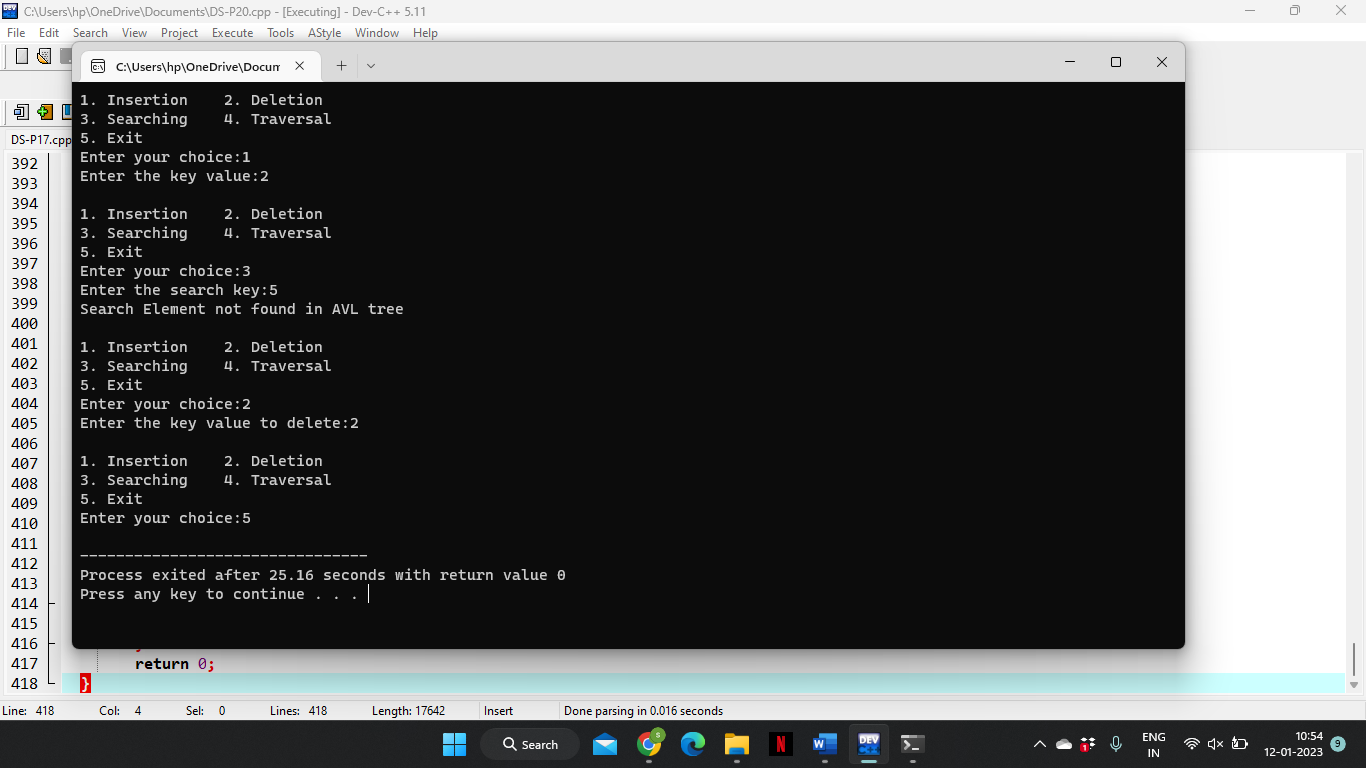 C:\Users\hp\OneDrive\Documents\DS-P20.cpp - [Executing] - Dev-C++ 5.11
File Edit Search View Project Execute Tools AStyle Window Help
C:\Users\hp\OneDrive\Docum
DS-P17.cpp
1. Insertion    2. Deletion
3. Searching    4. Traversal
5. Exit
Enter your choice:1
Enter the key value:2
1. Insertion    2. Deletion
3. Searching    4. Traversal
5. Exit
Enter your choice:3
Enter the search key:5
Search Element not found in AVL tree
1. Insertion    2. Deletion
3. Searching    4. Traversal
5. Exit
Enter your choice:2
Enter the key value to delete:2
1. Insertion    2. Deletion
3. Searching    4. Traversal
5. Exit
Enter your choice:5
--------------------------------
Process exited after 25.16 seconds with return value 0
Press any key to continue . . .
392
393
394
395
396
397
398
399
400
401
402
403
404
405
406
407
408
409
410
411
412
413
414
415
416
417 return 0;
418 }
Line: 418 Col: 4 Sel: 0 Lines: 418 Length: 17642 Insert Done parsing in 0.016 seconds
Search
S
N
W
DEV
1
ENG
IN
10:54
12-01-2023
9